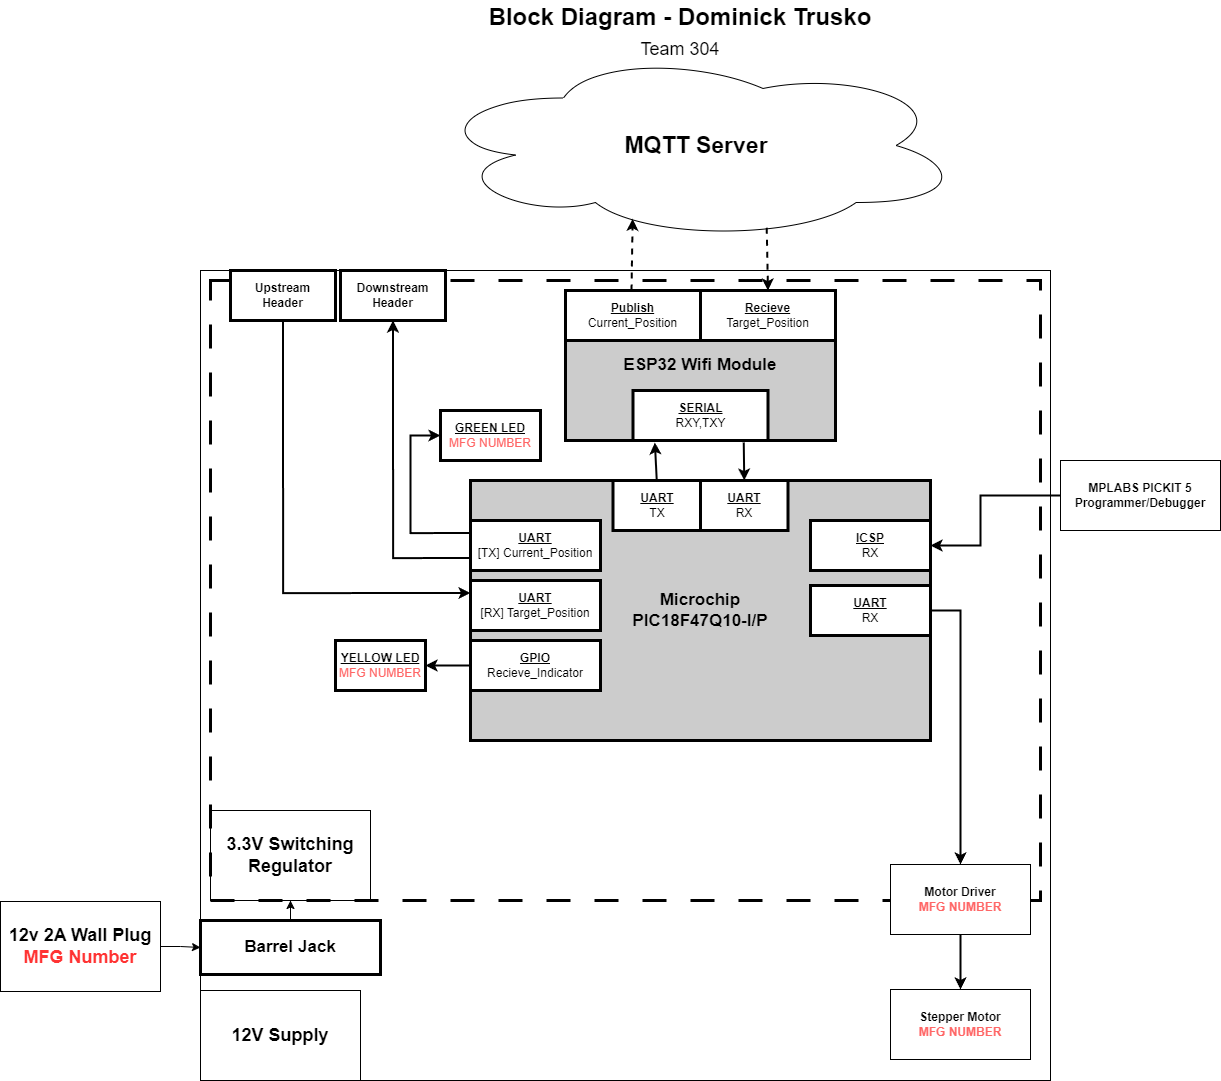 Block Diagram - Dominick Trusko
Team 304
MQTT Server
Upstream
Header
Downstream
Header
Publish
Current_Position
Recieve
Target_Position
ESP32 Wifi Module
SERIAL
RXY,TXY
GREEN LED
MFG NUMBER
MPLABS PICKIT 5
Programmer/Debugger
UART
TX
UART
RX
UART
[TX] Current_Position
ICSP
RX
UART
[RX] Target_Position
Microchip
PIC18F47Q10-I/P
UART
RX
YELLOW LED
MFG NUMBER
GPIO
Recieve_Indicator
3.3V Switching
Regulator
Motor Driver
MFG NUMBER
12v 2A Wall Plug
MFG Number
Barrel Jack
12V Supply
Stepper Motor
MFG NUMBER